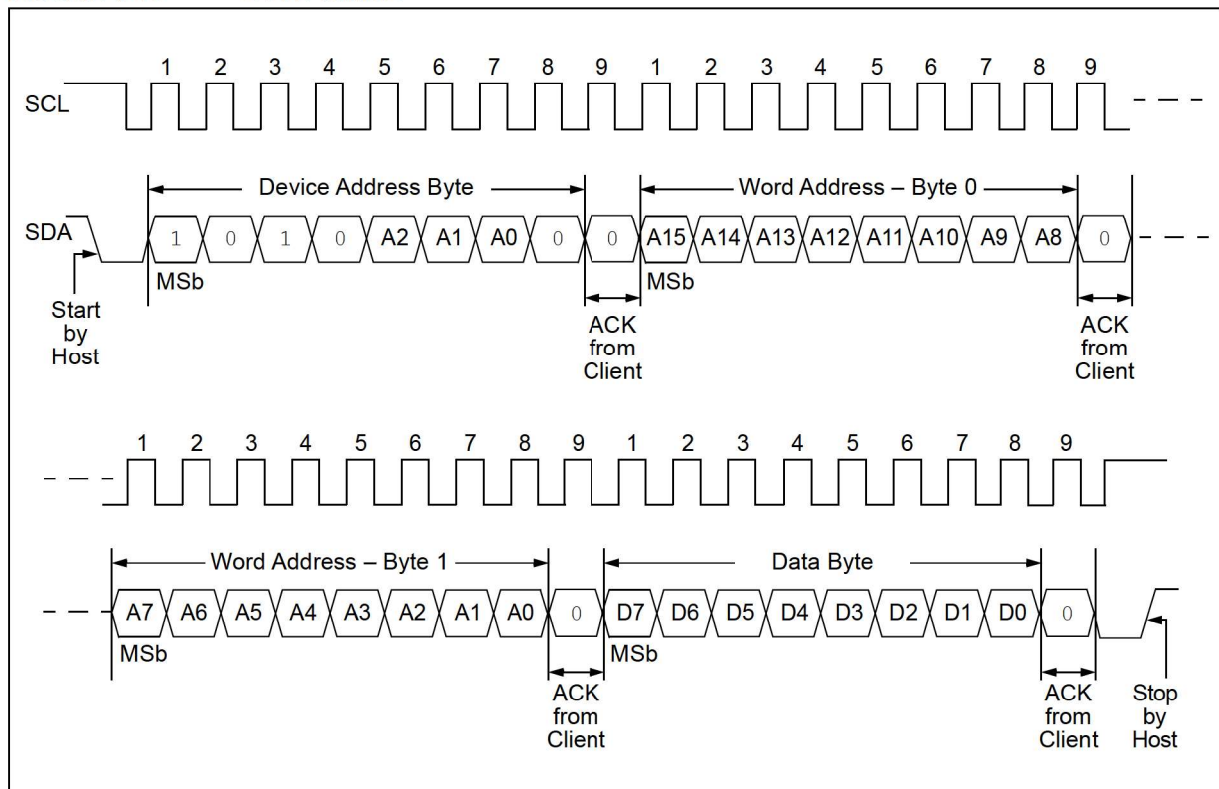 1 2 3 4 5 6 7 8 9 1 2 3 4 5 6 7 8 9
SCL
Device Address Byte Word Address – Byte 0
SDA 1 0 1 0 A2 A1 A0 0 0 A15 A14 A13 A12 A11 A10 A9 A8 0
MSb MSb
Start
by
Host
ACK
from
Client
ACK
from
Client
1 2 3 4 5 6 7 8 9 1 2 3 4 5 6 7 8 9
Word Address – Byte 1 Data Byte
A7 A6 A5 A4 A3 A2 A1 A0 0 D7 D6 D5 D4 D3 D2 D1 D0 0
MSb MSb
ACK
from
Client
ACK
from
Client
Stop
by
Host